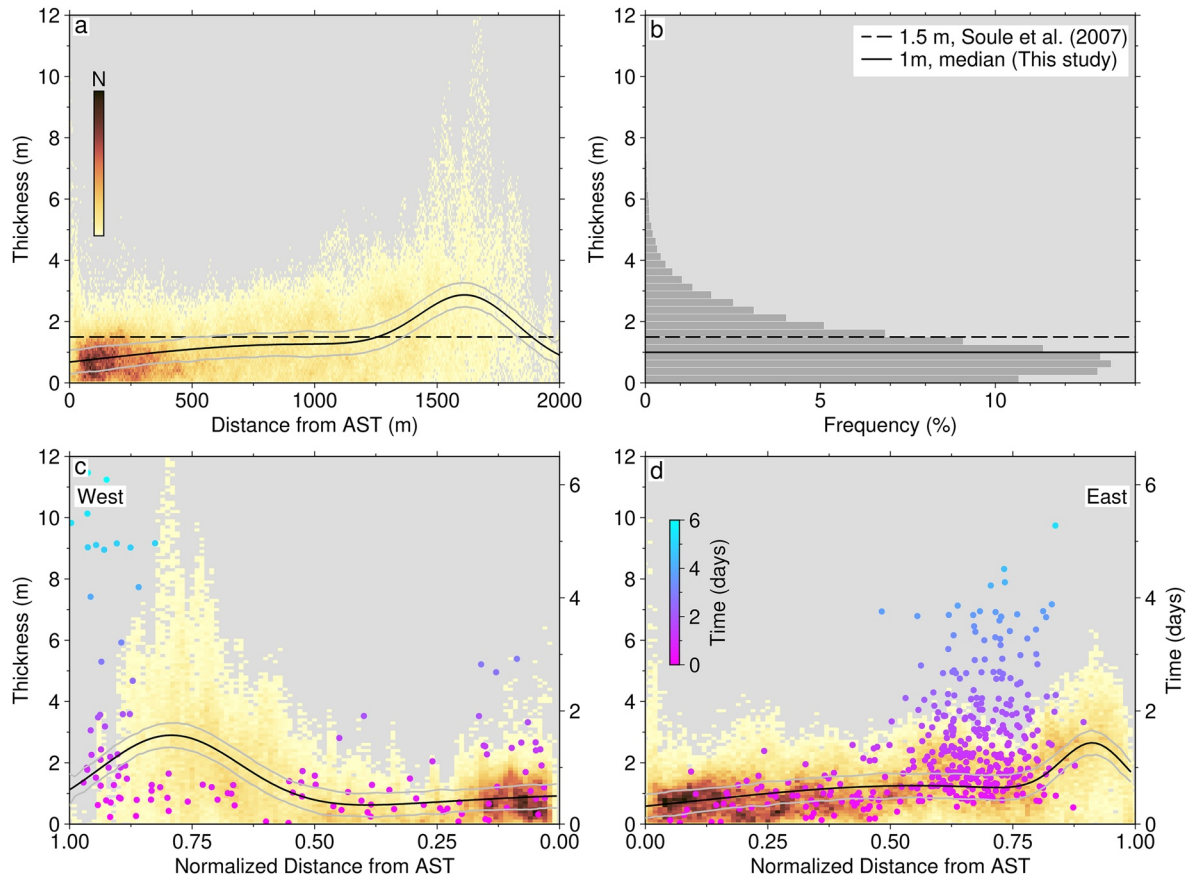 a
N
12
10
8
6
4
2
0
Thickness (m)
0 500 1000 1500 2000
Distance from AST (m)
b
1.5 m, Soule et al. (2007)
1m, median (This study)
12
10
8
6
4
2
0
Thickness (m)
0 5 10
Frequency (%)
c
West
12
10
8
6
4
2
0
Thickness (m)
6
4
2
0
1.00 0.75 0.50 0.25 0.00
Normalized Distance from AST
d
East
12
10
8
6
4
2
0
6
4
2
0
Time (days)
6
4
2
0
Time (days)
0.00 0.25 0.50 0.75 1.00
Normalized Distance from AST